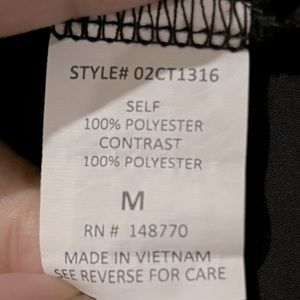 STYLE# 02CT1316
SELF
100% POLYESTER
CONTRAST
100% POLYESTER
M
RN # 148770
MADE IN VIETNAM
SEE REVERSE FOR CARE